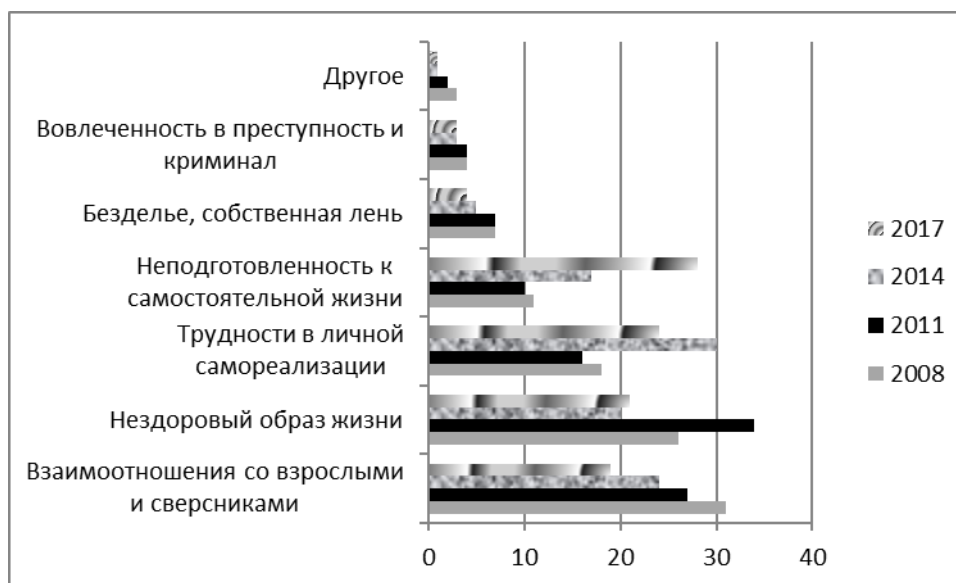 Другое
Вовлеченность в преступность и
криминал
Безделье, собственная лень
Неподготовленность к
самостоятельной жизни
Трудности в личной
самореализации
Нездоровый образ жизни
Взаимоотношения со взрослыми
и сверсниками
0 10 20 30 40
2017
2014
2011
2008